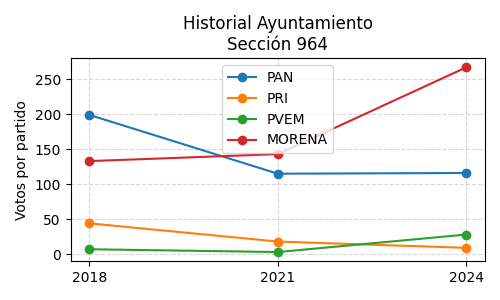 Historial Ayuntamiento
Sección 964
Votos por partido
250
200
150
100
50
0
PAN
PRI
PVEM
MORENA
2018
2021
2024